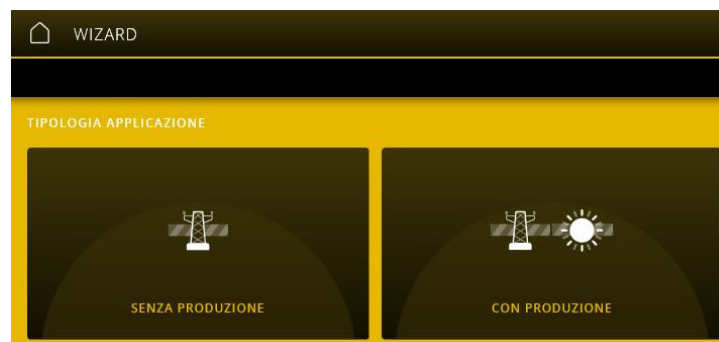 WIZARD
TIPOLOGIA APPLICAZIONE
SENZA PRODUZIONE
CON PRODUZIONE